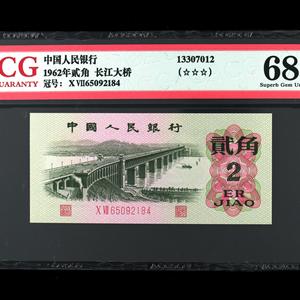 CG
GUARANTY
中国人民银行
1962年贰角 长江大桥
冠号: XⅦ65092184
13307012
(☆☆☆)
68
Superb Gem Un
中國人民銀行
貳角
2
ER
JIAO
XⅦ65092184